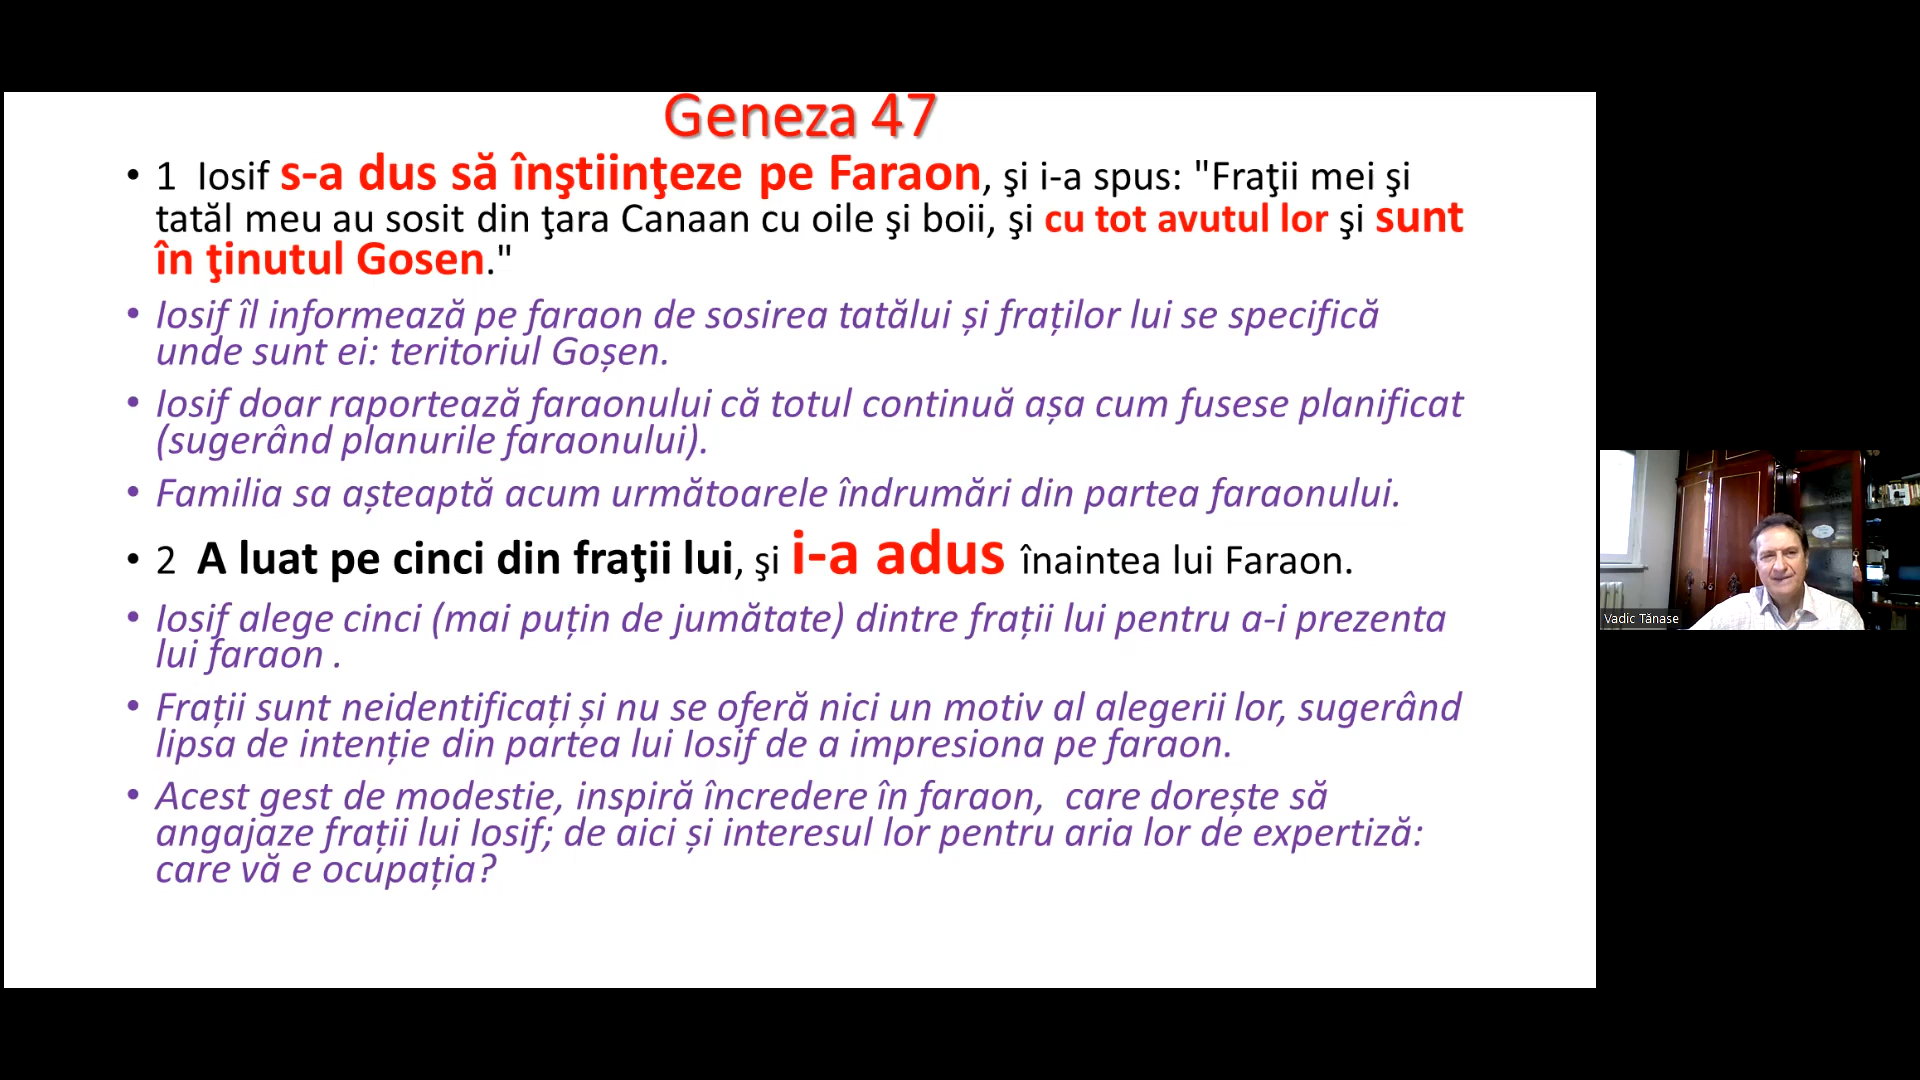 Geneza 47
• 1  Iosif s-a dus să înştiinţeze pe Faraon, şi i-a spus: "Fraţii mei şi
tatăl meu au sosit din ţara Canaan cu oile şi boii, şi cu tot avutul lor şi sunt
în ţinutul Gosen."
• Iosif îl informează pe faraon de sosirea tatălui și fraților lui se specifică
unde sunt ei: teritoriul Goșen.
• Iosif doar raportează faraonului că totul continuă așa cum fusese planificat
(sugerând planurile faraonului).
• Familia sa așteaptă acum următoarele îndrumări din partea faraonului.
• 2  A luat pe cinci din fraţii lui, şi i-a adus înaintea lui Faraon.
• Iosif alege cinci (mai puțin de jumătate) dintre frații lui pentru a-i prezenta
lui faraon .
• Frații sunt neidentificați și nu se oferă nici un motiv al alegerii lor, sugerând
lipsa de intenție din partea lui Iosif de a impresiona pe faraon.
• Acest gest de modestie, inspiră încredere în faraon,  care dorește să
angajaze frații lui Iosif; de aici și interesul lor pentru aria lor de expertiză:
care vă e ocupația?
Vadic Tănase